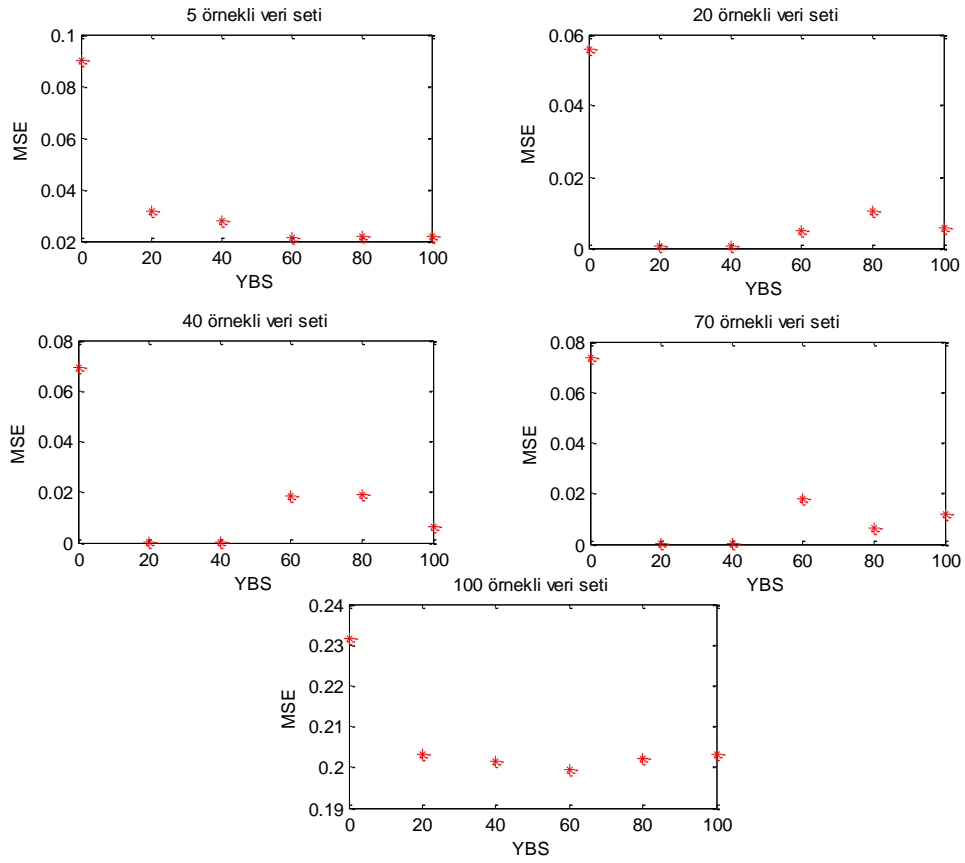 5 örnekli veri seti
0.1
0.08
0.06
0.04
0.02
MSE
0 20 40 60 80 100
YBS
20 örnekli veri seti
0.06
0.04
0.02
0
MSE
0 20 40 60 80 100
YBS
40 örnekli veri seti
0.08
0.06
0.04
0.02
0
MSE
0 20 40 60 80 100
YBS
70 örnekli veri seti
0.08
0.06
0.04
0.02
0
MSE
0 20 40 60 80 100
YBS
100 örnekli veri seti
0.24
0.23
0.22
0.21
0.2
0.19
MSE
0 20 40 60 80 100
YBS